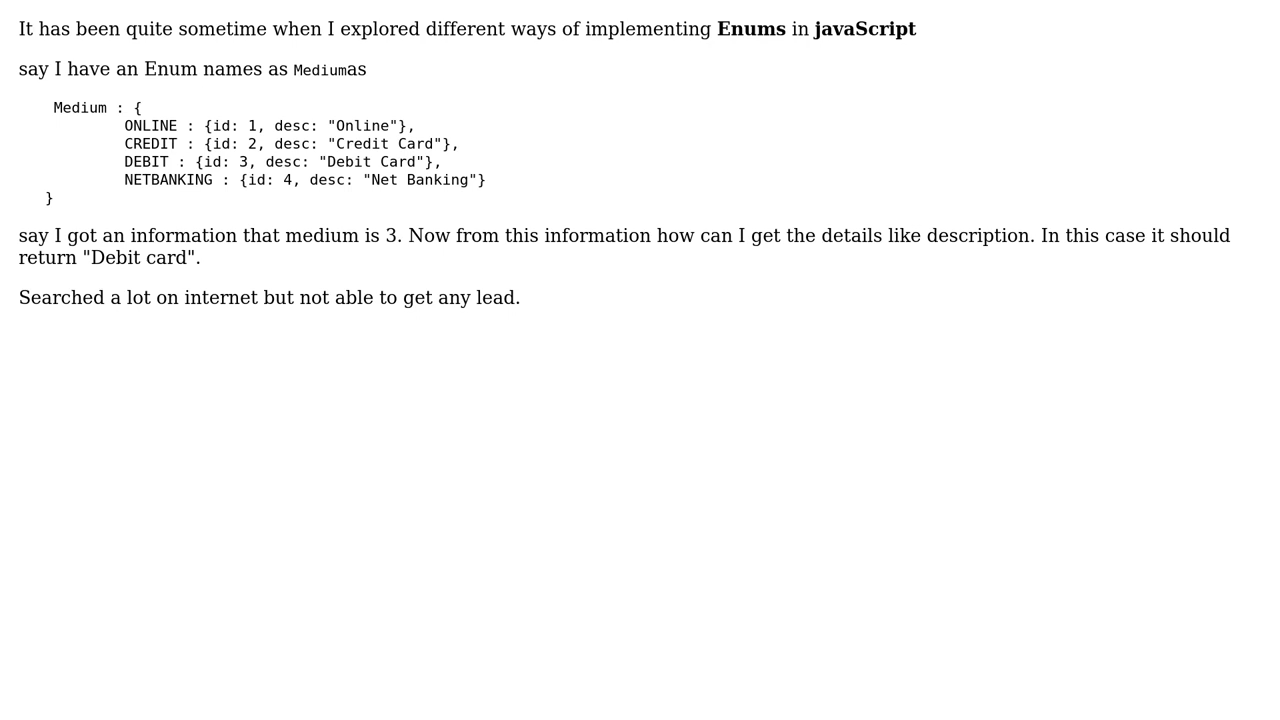 It has been quite sometime when I explored different ways of implementing Enums in javaScript
say I have an Enum names as Mediumas
Medium : {
ONLINE : {id: 1, desc: "Online"},
CREDIT : {id: 2, desc: "Credit Card"},
DEBIT : {id: 3, desc: "Debit Card"},
NETBANKING : {id: 4, desc: "Net Banking"}
}
say I got an information that medium is 3. Now from this information how can I get the details like description. In this case it should
return "Debit card".
Searched a lot on internet but not able to get any lead.